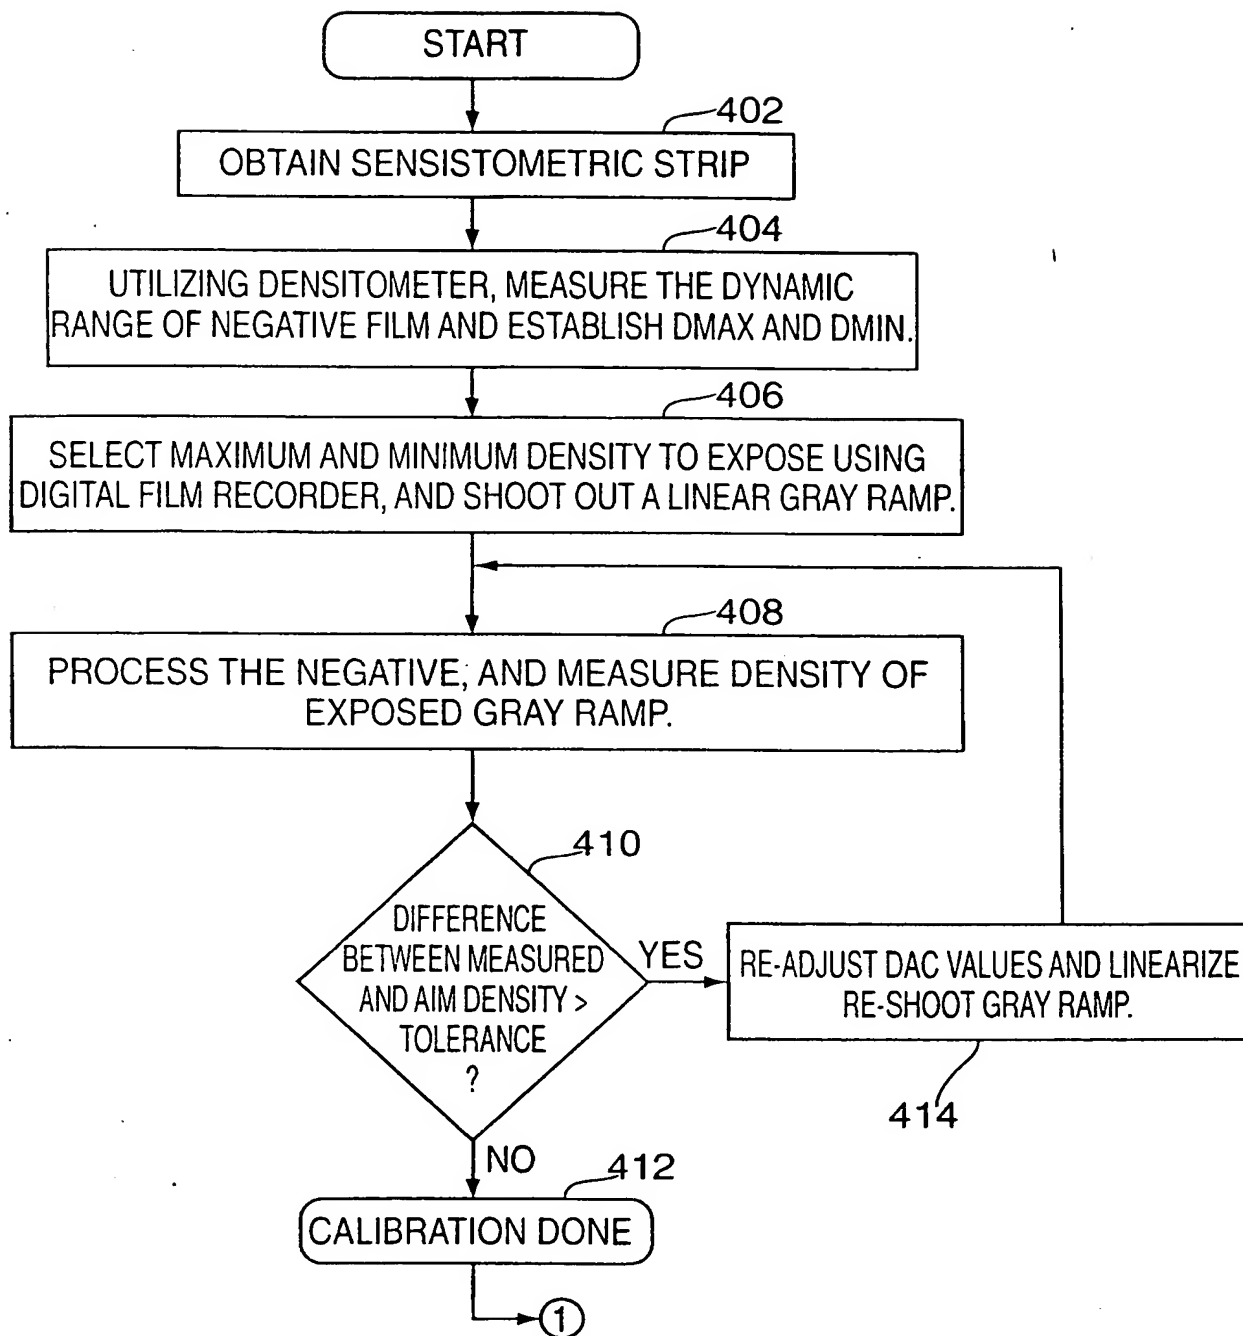 START
402
OBTAIN SENSISTOMETRIC STRIP
404
UTILIZING DENSITOMETER, MEASURE THE DYNAMIC
RANGE OF NEGATIVE FILM AND ESTABLISH DMAX AND DMIN.
406
SELECT MAXIMUM AND MINIMUM DENSITY TO EXPOSE USING
DIGITAL FILM RECORDER, AND SHOOT OUT A LINEAR GRAY RAMP.
408
PROCESS THE NEGATIVE, AND MEASURE DENSITY OF
EXPOSED GRAY RAMP.
410
DIFFERENCE
BETWEEN MEASURED
AND AIM DENSITY >
TOLERANCE
?
YES
RE-ADJUST DAC VALUES AND LINEARIZE
RE-SHOOT GRAY RAMP.
414
NO
412
CALIBRATION DONE
1